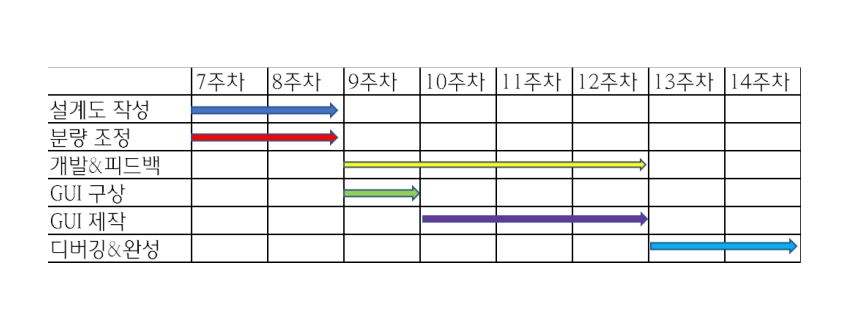 7주차 8주차 9주차 10주차 11주차 12주차 13주차 14주차
설계도 작성
분량 조정
개발&피드백
GUI 구상
GUI 제작
디버깅&완성